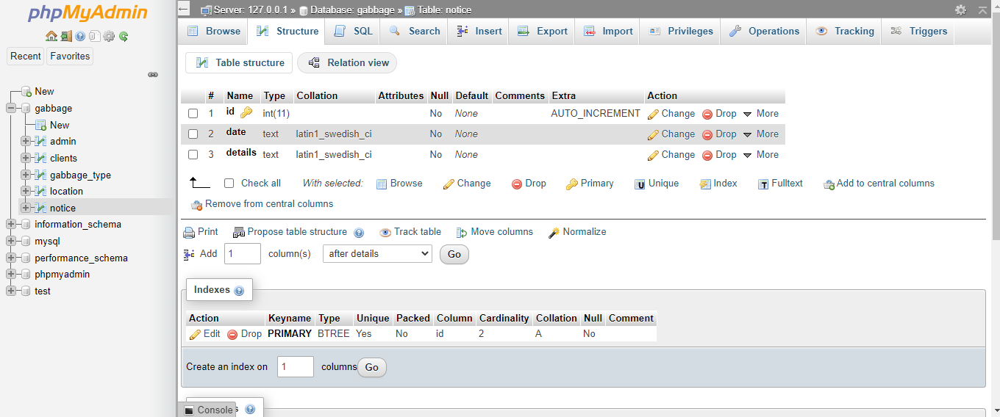 phpMyAdmin
Recent Favorites
New
gabbage
New
admin
clients
gabbage_type
location
notice
information_schema
mysql
performance_schema
phpmyadmin
test
Server: 127.0.0.1 » Database: gabbage » Table: notice
Browse Structure SQL Search Insert Export Import Privileges Operations Tracking Triggers
Table structure Relation view
# Name Type Collation Attributes Null Default Comments Extra Action
1 id int(11) No None AUTO_INCREMENT Change Drop More
2 date text latin1_swedish_ci No None Change Drop More
3 details text latin1_swedish_ci No None Change Drop More
Check all With selected: Browse Change Drop Primary Unique Index Fulltext Add to central columns
Remove from central columns
Print Propose table structure Track table Move columns Normalize
Add 1 column(s) after details Go
Indexes
Action Keyname Type Unique Packed Column Cardinality Collation Null Comment
Edit Drop PRIMARY BTREE Yes No id 2 A No
Create an index on 1 columns Go
Console